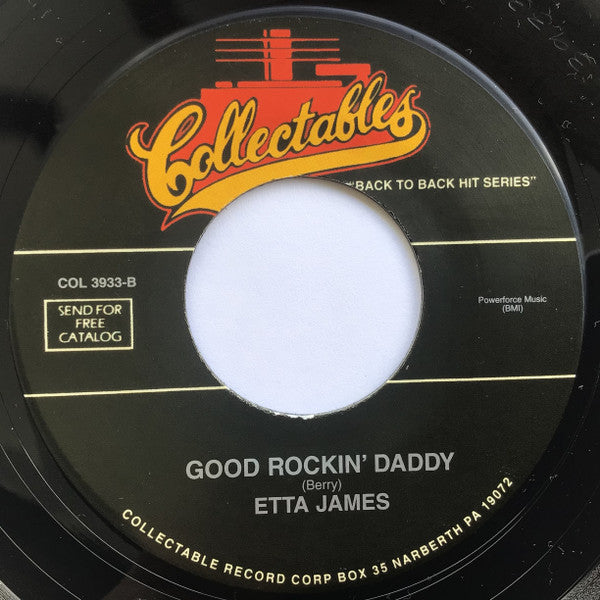 Collectables
"BACK TO BACK HIT SERIES"
COL 3933-B
SEND FOR
FREE
CATALOG
Powerforce Music
(BMI)
GOOD ROCKIN' DADDY
(Berry)
ETTA JAMES
COLLECTABLE RECORD CORP BOX 35 NARBERTH PA 19072